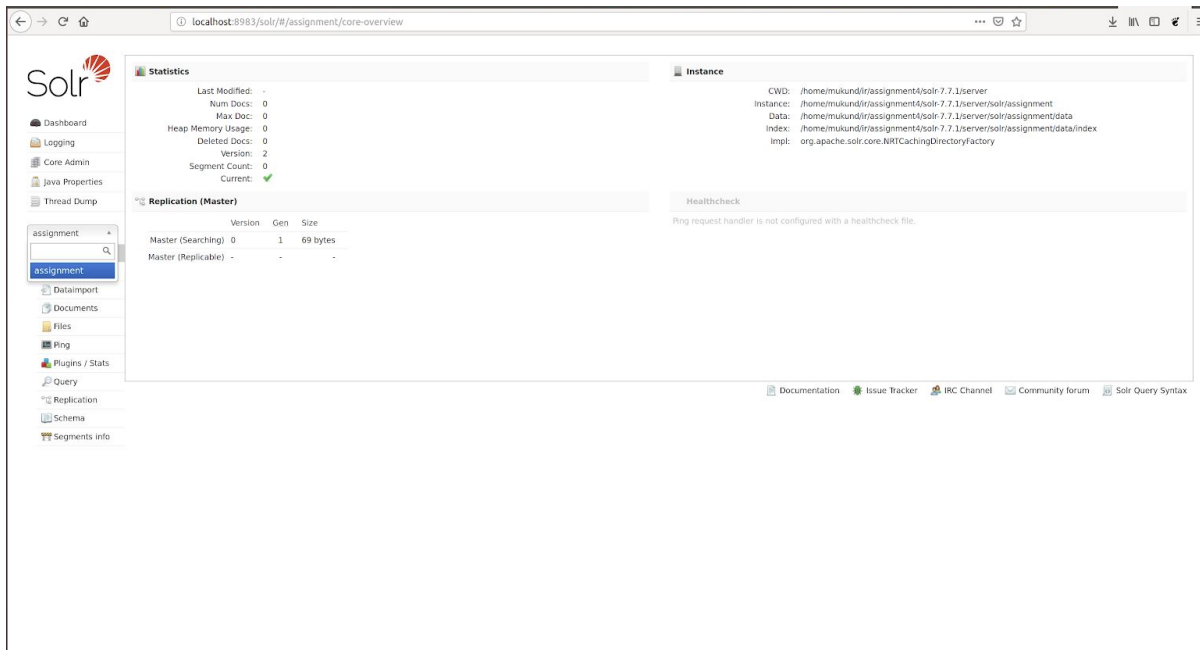 localhost:8983/solr/#/assignment/core-overview
Solr
Dashboard
Logging
Core Admin
Java Properties
Thread Dump
assignment
assignment
Dataimport
Documents
Files
Ping
Plugins / Stats
Query
Replication
Schema
Segments info
Statistics
Last Modified: -
Num Docs: 0
Max Doc: 0
Heap Memory Usage: 0
Deleted Docs: 0
Version: 2
Segment Count: 0
Current:
Instance
CWD: /home/mukund/ir/assignment4/solr-7.7.1/server
Instance: /home/mukund/ir/assignment4/solr-7.7.1/server/solr/assignment
Data: /home/mukund/ir/assignment4/solr-7.7.1/server/solr/assignment/data
Index: /home/mukund/ir/assignment4/solr-7.7.1/server/solr/assignment/data/index
Impl: org.apache.solr.core.NRTCachingDirectoryFactory
Replication (Master)
Version Gen Size
Master (Searching) 0 1 69 bytes
Master (Replicable) - - -
Healthcheck
Ping request handler is not configured with a healthcheck file.
Documentation Issue Tracker IRC Channel Community forum Solr Query Syntax